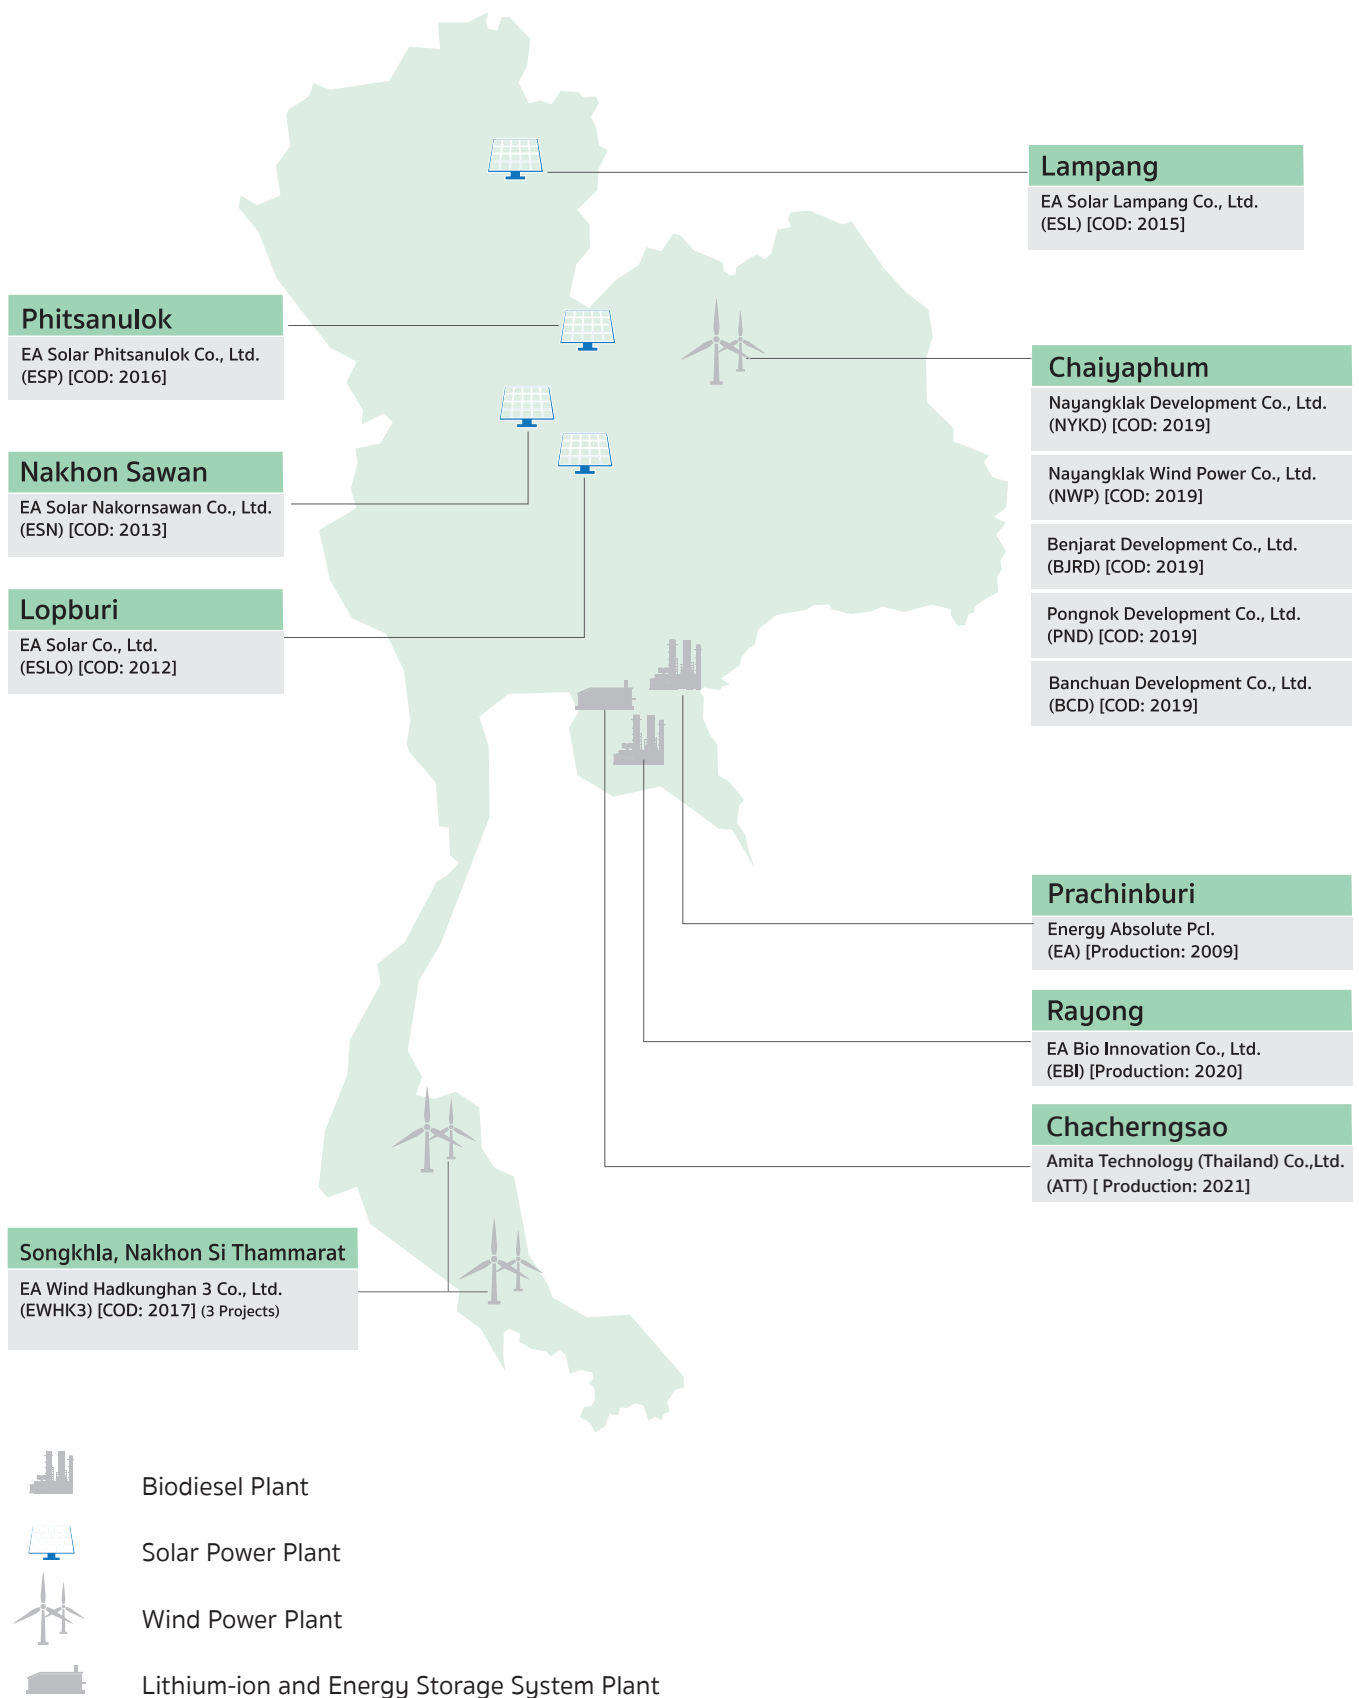 Lampang
EA Solar Lampang Co., Ltd.
(ESL) [COD: 2015]
Phitsanulok
EA Solar Phitsanulok Co., Ltd.
(ESP) [COD: 2016]
Nakhon Sawan
EA Solar Nakornsawan Co., Ltd.
(ESN) [COD: 2013]
Lopburi
EA Solar Co., Ltd.
(ESLO) [COD: 2012]
Chaiyaphum
Nayangklak Development Co., Ltd.
(NYKD) [COD: 2019]
Nayangklak Wind Power Co., Ltd.
(NWP) [COD: 2019]
Benjarat Development Co., Ltd.
(BJRD) [COD: 2019]
Pongnok Development Co., Ltd.
(PND) [COD: 2019]
Banchuan Development Co., Ltd.
(BCD) [COD: 2019]
Prachinburi
Energy Absolute Pcl.
(EA) [Production: 2009]
Rayong
EA Bio Innovation Co., Ltd.
(EBI) [Production: 2020]
Chacherngsao
Amita Technology (Thailand) Co.,Ltd.
(ATT) [ Production: 2021]
Songkhla, Nakhon Si Thammarat
EA Wind Hadkunghan 3 Co., Ltd.
(EWHK3) [COD: 2017] (3 Projects)
Biodiesel Plant
Solar Power Plant
Wind Power Plant
Lithium-ion and Energy Storage System Plant